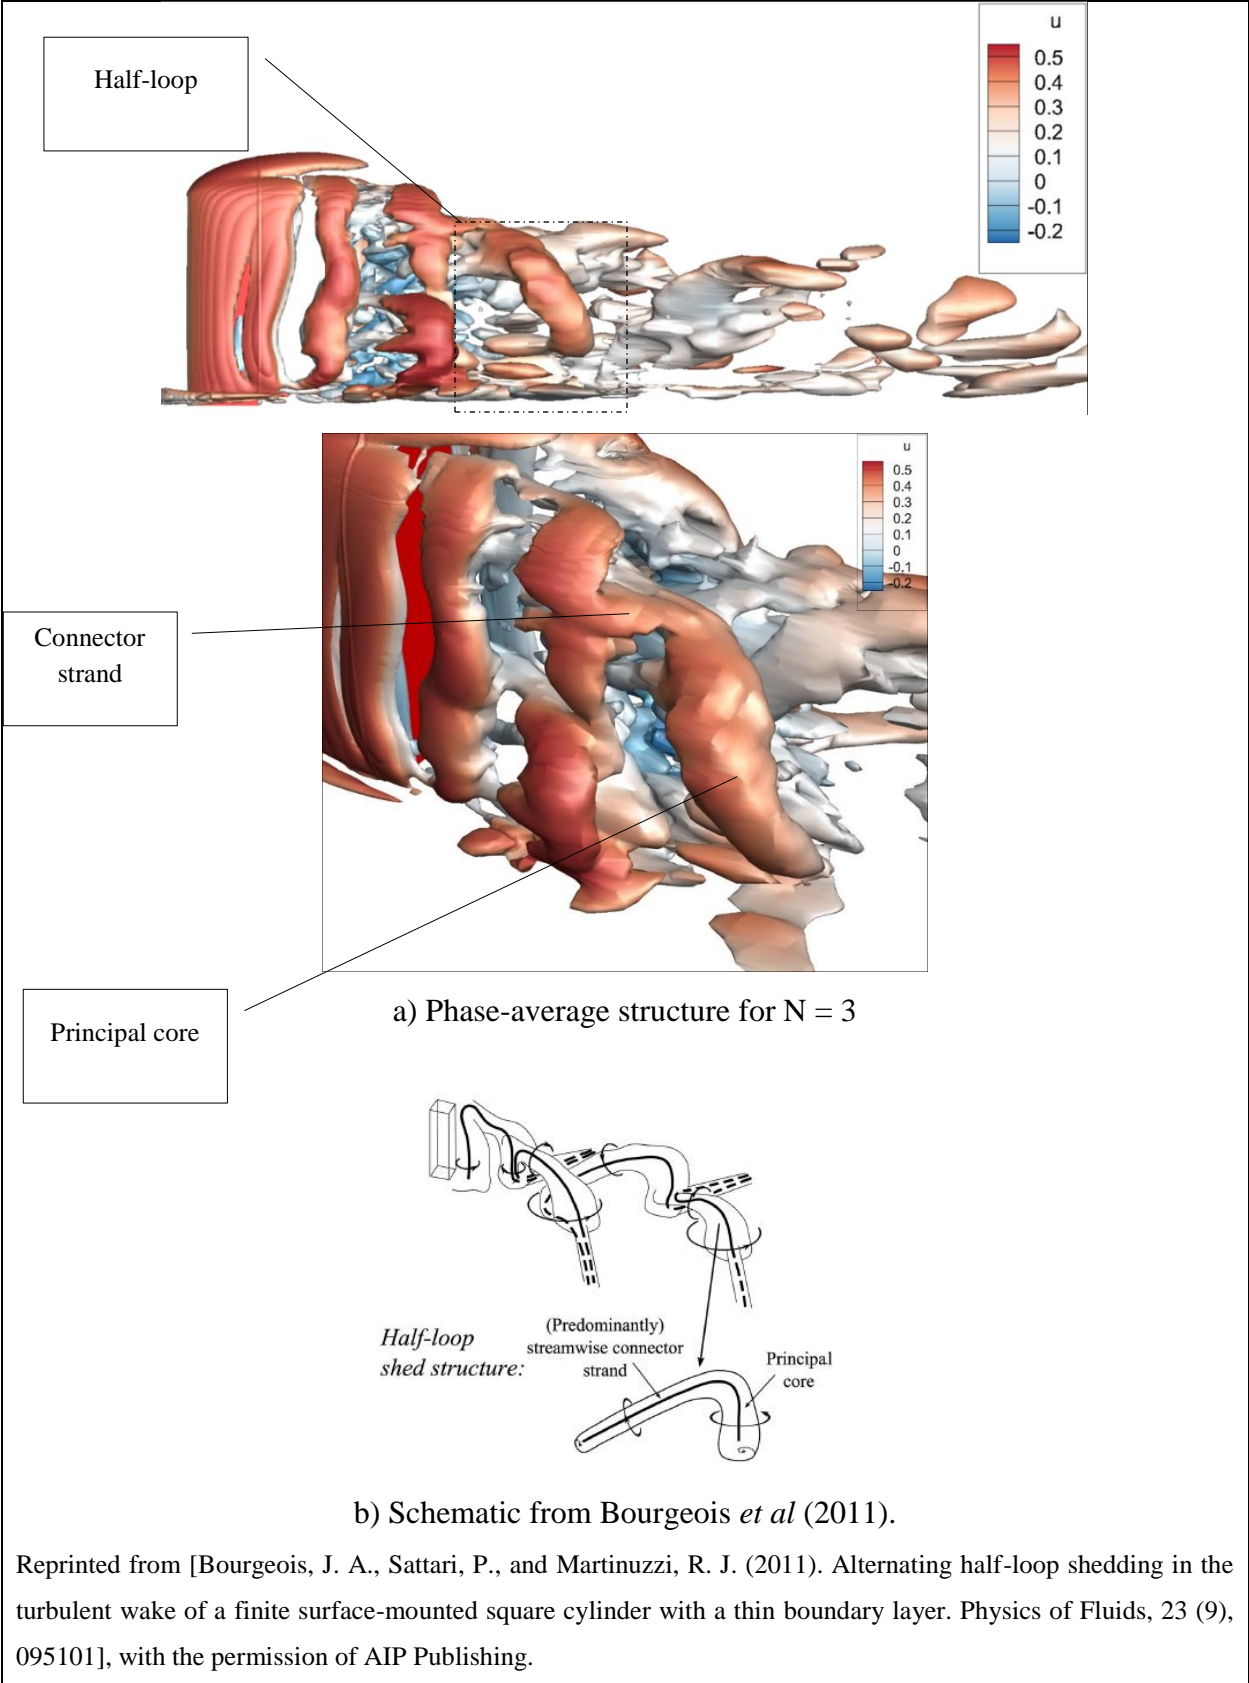 u
0.5
0.4
0.3
0.2
0.1
0
-0.1
-0.2
Half-loop
u
0.5
0.4
0.3
0.2
0.1
0
-0.1
-0.2
Connector
strand
Principal core
a) Phase-average structure for N = 3
Half-loop
shed structure:
(Predominantly)
streamwise connector
strand
Principal
core
b) Schematic from Bourgeois et al (2011).
Reprinted from [Bourgeois, J. A., Sattari, P., and Martinuzzi, R. J. (2011). Alternating half-loop shedding in the
turbulent wake of a finite surface-mounted square cylinder with a thin boundary layer. Physics of Fluids, 23 (9),
095101], with the permission of AIP Publishing.